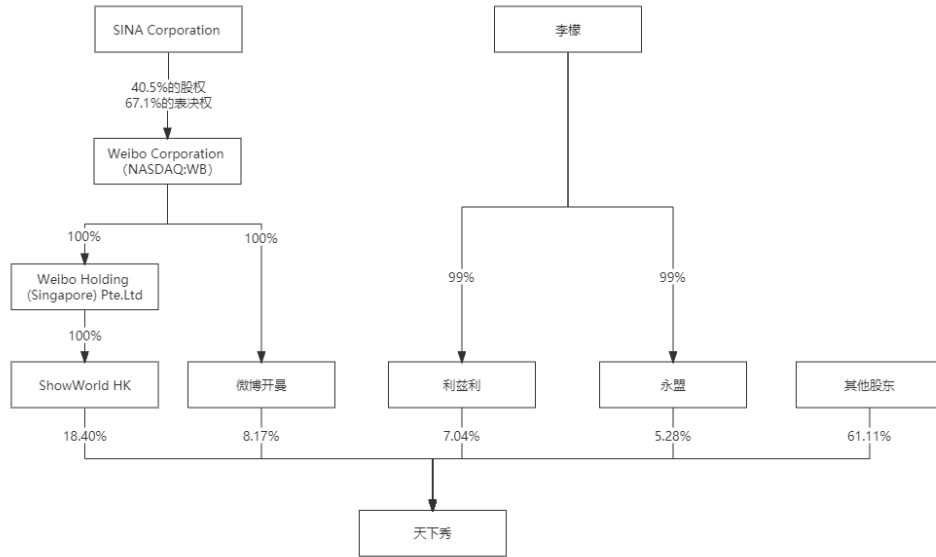 SINA Corporation
李檬
40.5%的股权
67.1%的表决权
Weibo Corporation
（NASDAQ:WB）
100%
100%
Weibo Holding
(Singapore) Pte.Ltd
99%
99%
100%
ShowWorld HK
微博开曼
利兹利
永盟
其他股东
18.40%
8.17%
7.04%
5.28%
61.11%
天下秀